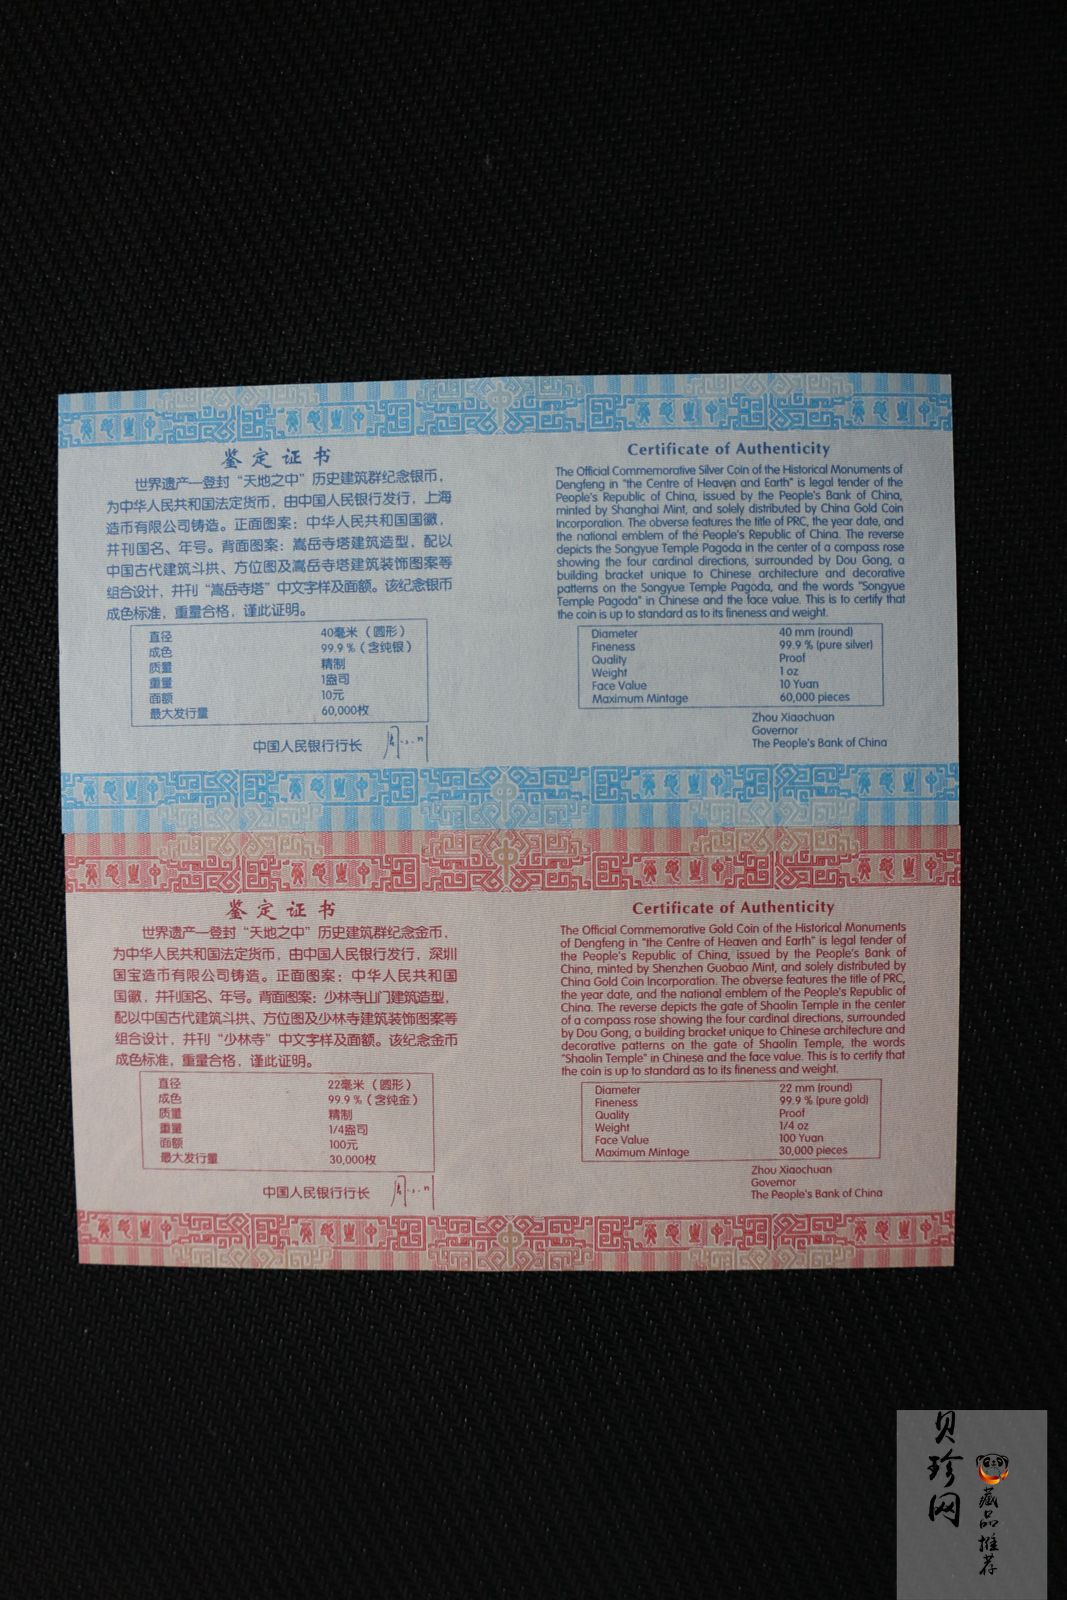 鉴定证书
世界遗产—登封“天地之中”历史建筑群纪念银币，
为中华人民共和国法定货币，由中国人民银行发行，上海
造币有限公司铸造。正面图案：中华人民共和国国徽，
并刊国名、年号。背面图案：嵩岳寺塔建筑造型，配以
中国古代建筑斗拱、方位图及嵩岳寺塔建筑装饰图案等
组合设计，并刊“嵩岳寺塔”中文字样及面额。该纪念银币
成色标准，重量合格，谨此证明。
直径 40毫米（圆形）
成色 99.9％（含纯银）
质量 精制
重量 1盎司
面额 10元
最大发行量 60,000枚
中国人民银行行长
Certificate of Authenticity
The Official Commemorative Silver Coin of the Historical Monuments of
Dengfeng in "the Centre of Heaven and Earth" is legal tender of the
People's Republic of China, issued by the People's Bank of China,
minted by Shanghai Mint, and solely distributed by China Gold Coin
Incorporation. The obverse features the title of PRC, the year date, and
the national emblem of the People's Republic of China. The reverse
depicts the Songyue Temple Pagoda in the center of a compass rose
showing the four cardinal directions, surrounded by Dou Gong, a
building bracket unique to Chinese architecture and decorative
patterns on the Songyue Temple Pagoda, and the words "Songyue
Temple Pagoda" in Chinese and the face value. This is to certify that
the coin is up to standard as to its fineness and weight.
Diameter 40 mm (round)
Fineness 99.9 % (pure silver)
Quality Proof
Weight 1 oz
Face Value 10 Yuan
Maximum Mintage 60,000 pieces
Zhou Xiaochuan
Governor
The People's Bank of China
鉴定证书
世界遗产—登封“天地之中”历史建筑群纪念金币，
为中华人民共和国法定货币，由中国人民银行发行，深圳
国宝造币有限公司铸造。正面图案：中华人民共和国
国徽，并刊国名、年号。背面图案：少林寺山门建筑造型，
配以中国古代建筑斗拱、方位图及少林寺建筑装饰图案等
组合设计，并刊“少林寺”中文字样及面额。该纪念金币
成色标准，重量合格，谨此证明。
直径 22毫米（圆形）
成色 99.9％（含纯金）
质量 精制
重量 1/4盎司
面额 100元
最大发行量 30,000枚
中国人民银行行长
Certificate of Authenticity
The Official Commemorative Gold Coin of the Historical Monuments
of Dengfeng in "the Centre of Heaven and Earth" is legal tender of
the People's Republic of China, issued by the People's Bank of
China, minted by Shenzhen Guobao Mint, and solely distributed by
China Gold Coin Incorporation. The obverse features the title of PRC,
the year date, and the national emblem of the People's Republic of
China. The reverse depicts the gate of Shaolin Temple in the center
of a compass rose showing the four cardinal directions, surrounded
by Dou Gong, a building bracket unique to Chinese architecture and
decorative patterns on the gate of Shaolin Temple, the words
"Shaolin Temple" in Chinese and the face value. This is to certify that
the coin is up to standard as to its fineness and weight.
Diameter 22 mm (round)
Fineness 99.9 % (pure gold)
Quality Proof
Weight 1/4 oz
Face Value 100 Yuan
Maximum Mintage 30,000 pieces
Zhou Xiaochuan
Governor
The People's Bank of China
贝珍网
藏品推荐